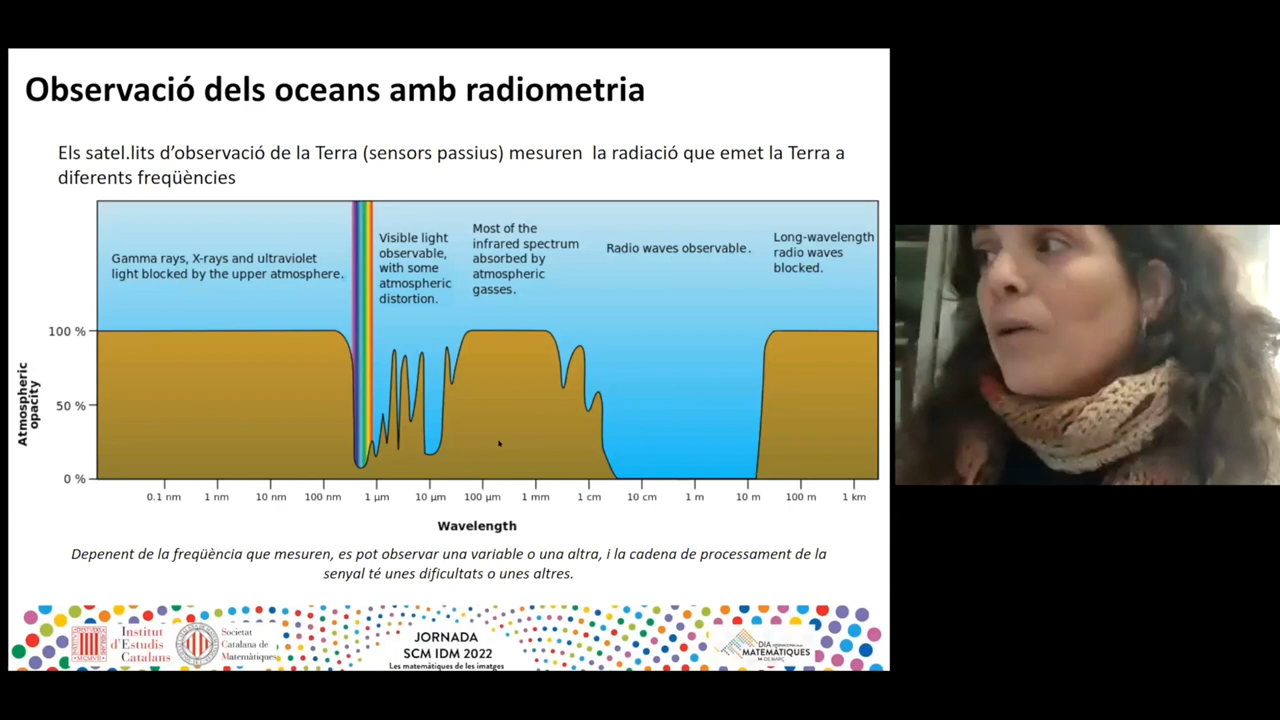 Observació dels oceans amb radiometria
Els satel.lits d'observació de la Terra (sensors passius) mesuren la radiació que emet la Terra a
diferents freqüències
Gamma rays, X-rays and ultraviolet
light blocked by the upper atmosphere.
Visible light
observable,
with some
atmospheric
distortion.
Most of the
infrared spectrum
absorbed by
atmospheric
gasses.
Radio waves observable.
Long-wavelength
radio waves
blocked.
Atmospheric
opacity
100 %
50 %
0 %
0.1 nm
1 nm
10 nm
100 nm
1 µm
10 µm
100 µm
1 mm
1 cm
10 cm
1 m
10 m
100 m
1 km
Wavelength
Depenent de la freqüència que mesuren, es pot observar una variable o una altra, i la cadena de processament de la
senyal té unes dificultats o unes altres.
Institut
d'Estudis
Catalans
Societat
Catalana de
Matemàtiques
JORNADA
SCM IDM 2022
Les matemàtiques de les imatges
DIA
MATEMÀTIQUES
14 DE MARÇ